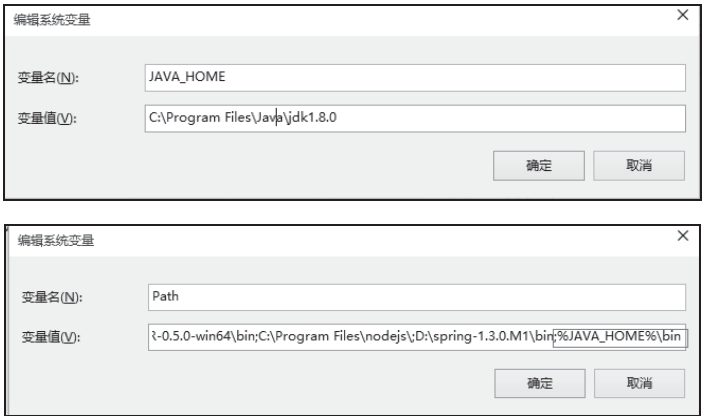 编辑系统变量
变量名(N):
JAVA_HOME
变量值(V):
C:\Program Files\Java\jdk1.8.0
确定
取消
编辑系统变量
变量名(N):
Path
变量值(V):
R-0.5.0-win64\bin;C:\Program Files\nodejs\;D:\spring-1.3.0.M1\bin;%JAVA_HOME%\bin
确定
取消